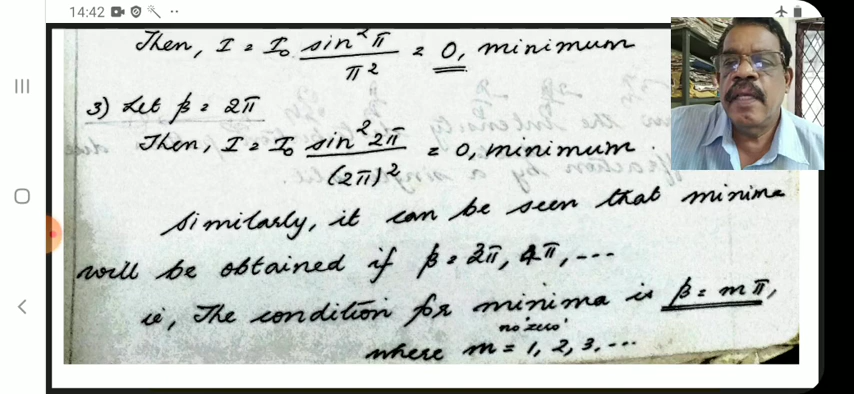 14:42
Then, I = I₀ sin²π / π² = 0, minimum
3) Let β = 2π
Then, I = I₀ sin²2π / (2π)² = 0, minimum.
Similarly, it can be seen that minima
will be obtained if β = 3π, 4π, ---
ie, The condition for minima is β = mπ,
no 'zero'
where m = 1, 2, 3, ---